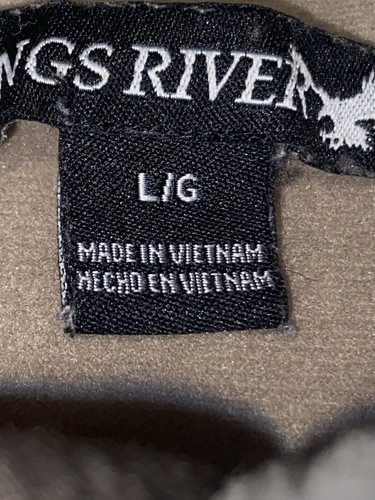 NGS RIVER
L/G
MADE IN VIETNAM
HECHO EN VIETNAM